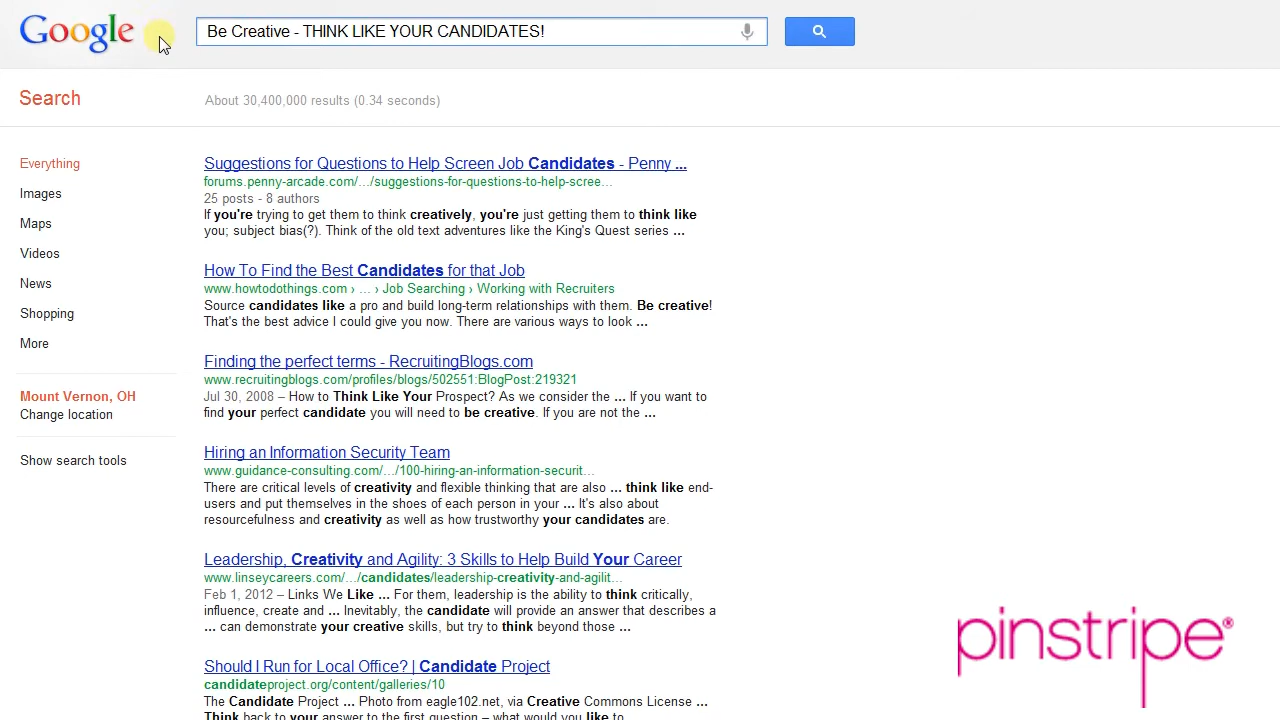 Google
Be Creative - THINK LIKE YOUR CANDIDATES!
Search
About 30,400,000 results (0.34 seconds)
Everything
Images
Maps
Videos
News
Shopping
More
Mount Vernon, OH
Change location
Show search tools
Suggestions for Questions to Help Screen Job Candidates - Penny ...
forums.penny-arcade.com/.../suggestions-for-questions-to-help-scree...
25 posts - 8 authors
If you're trying to get them to think creatively, you're just getting them to think like
you; subject bias(?). Think of the old text adventures like the King's Quest series ...
How To Find the Best Candidates for that Job
www.howtodothings.com › ... › Job Searching › Working with Recruiters
Source candidates like a pro and build long-term relationships with them. Be creative!
That's the best advice I could give you now. There are various ways to look ...
Finding the perfect terms - RecruitingBlogs.com
www.recruitingblogs.com/profiles/blogs/502551:BlogPost:219321
Jul 30, 2008 – How to Think Like Your Prospect? As we consider the ... If you want to
find your perfect candidate you will need to be creative. If you are not the ...
Hiring an Information Security Team
www.guidance-consulting.com/.../100-hiring-an-information-securit...
There are critical levels of creativity and flexible thinking that are also ... think like end-
users and put themselves in the shoes of each person in your ... It's also about
resourcefulness and creativity as well as how trustworthy your candidates are.
Leadership, Creativity and Agility: 3 Skills to Help Build Your Career
www.linseycareers.com/.../candidates/leadership-creativity-and-agilit...
Feb 1, 2012 – Links We Like ... For them, leadership is the ability to think critically,
influence, create and ... Inevitably, the candidate will provide an answer that describes a
... can demonstrate your creative skills, but try to think beyond those ...
Should I Run for Local Office? | Candidate Project
candidateproject.org/content/galleries/10
The Candidate Project ... Photo from eagle102.net, via Creative Commons License ...
Think back to your answer to the first question – what would you like to
pinstripe®